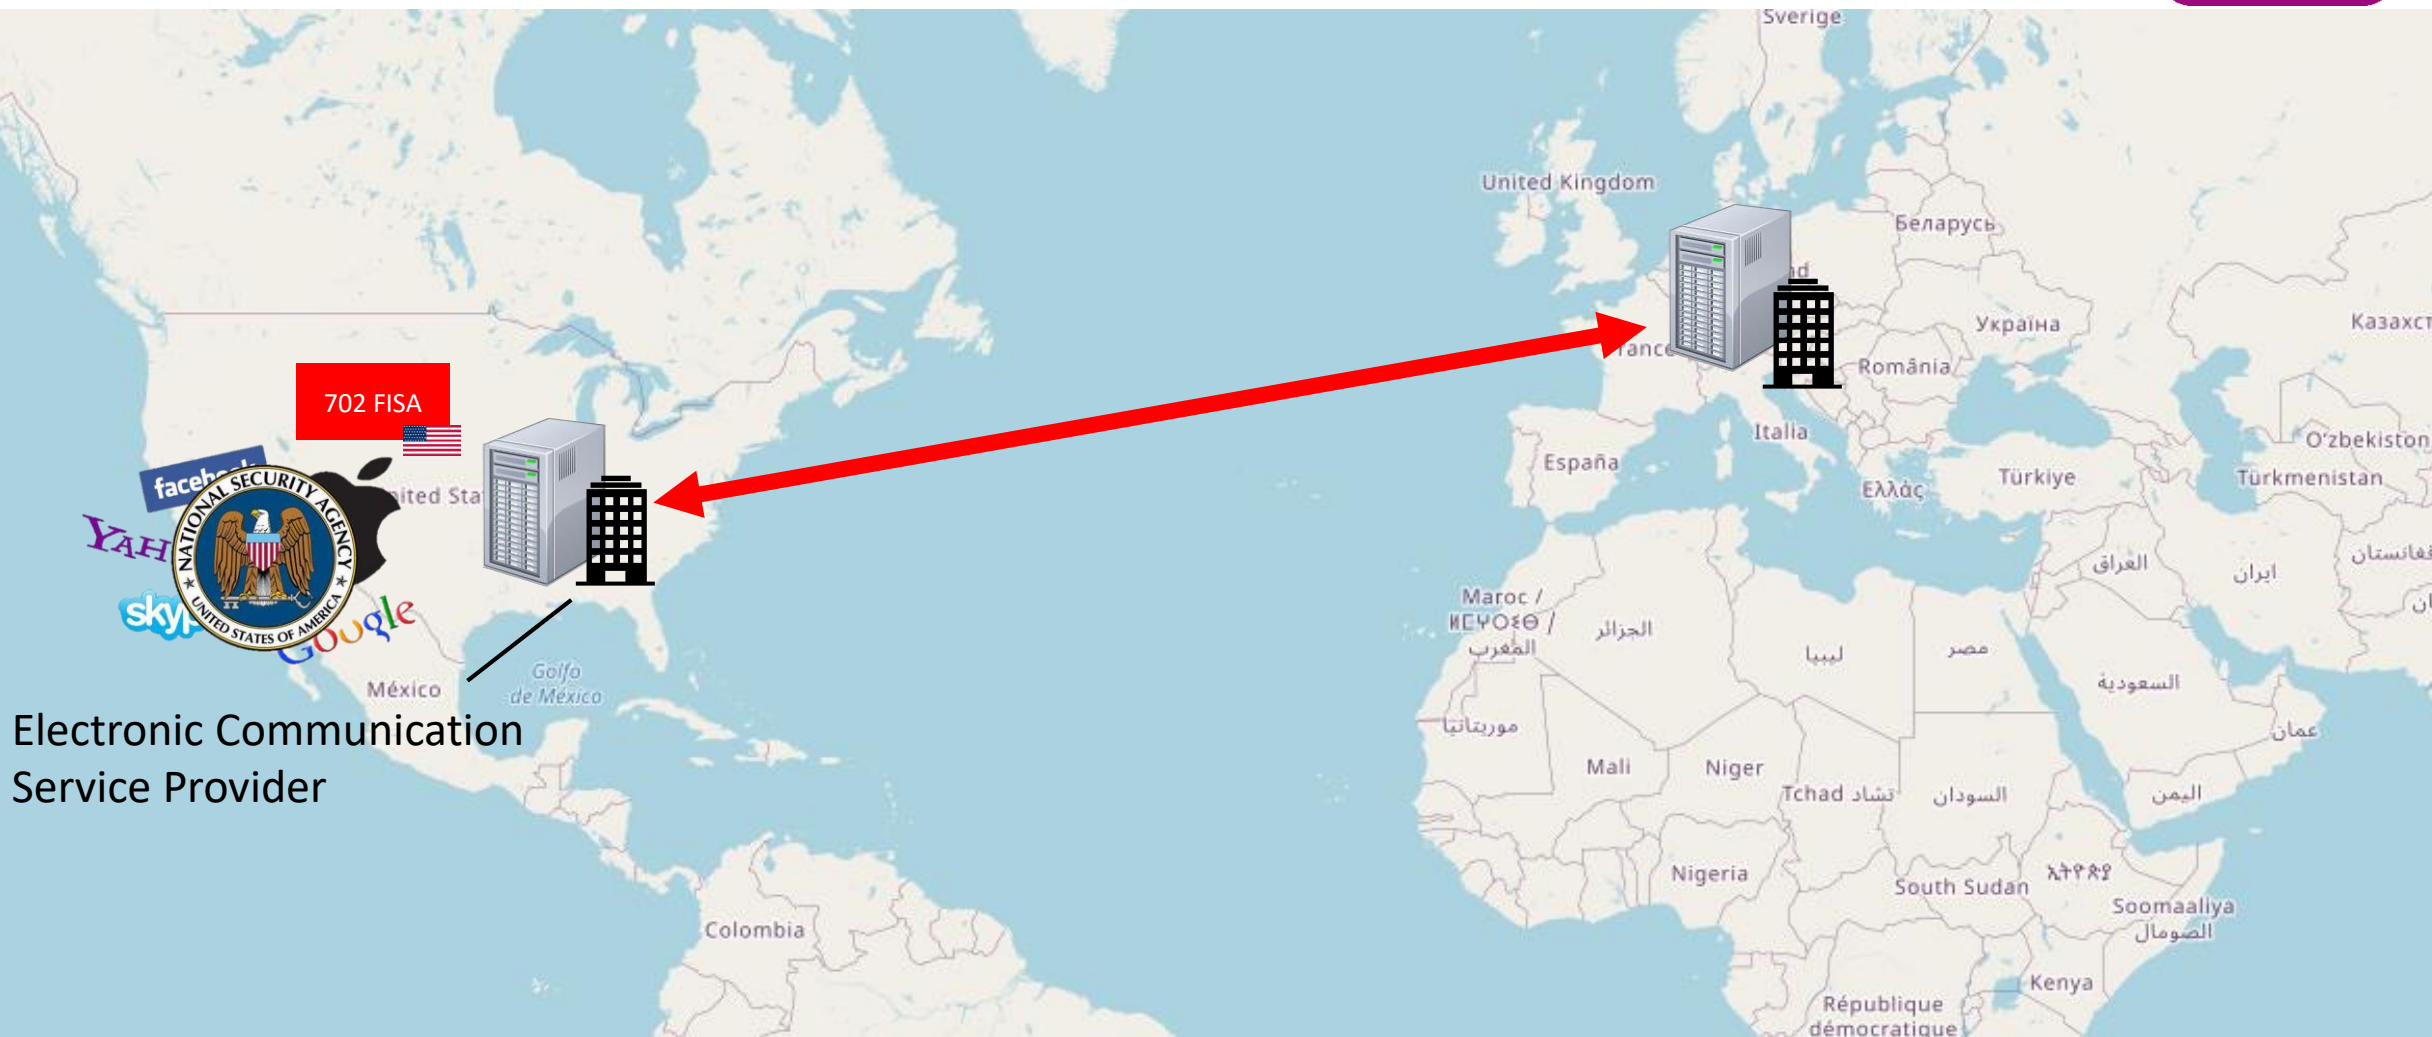 Sverige
United Kingdom
Беларусь
Україна
Казахст
702 FISA
România
Italia
O'zbekiston
facebook
España
Türkiye
Türkmenistan
Ελλάς
NATIONAL SECURITY AGENCY
UNITED STATES OF AMERICA
العراق
ايران
Maroc /
ⵍⵎⵖⵔⵉⴱ /
المغرب
الجزائر
ليبيا
مصر
Google
México
Golfo
de México
السعودية
موريتانيا
عمان
Electronic Communication
Service Provider
Mali
Niger
Tchad تشاد
السودان
اليمن
Nigeria
South Sudan
ኢትዮጵያ
Soomaaliya
الصومال
Colombia
Kenya
République
démocratique